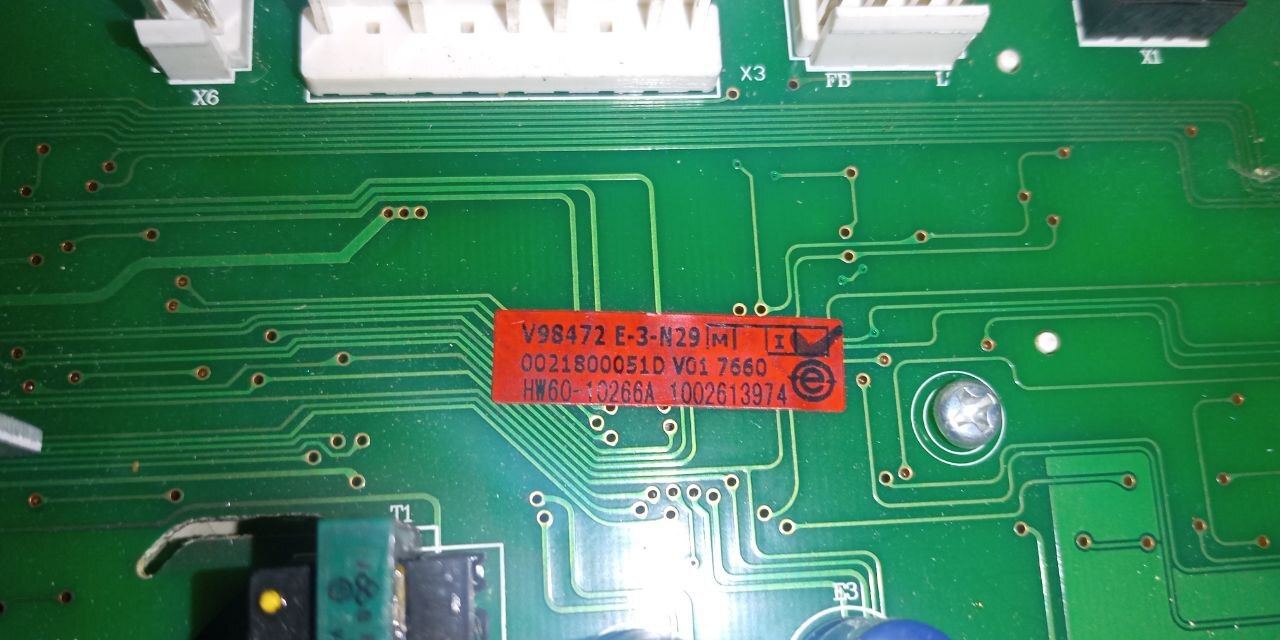 X6
X3
FB
L
X1
V98472 E-3-N29 M I
0021800051D V01 7660
HW60-10266A 1002613974
e
T1
E3